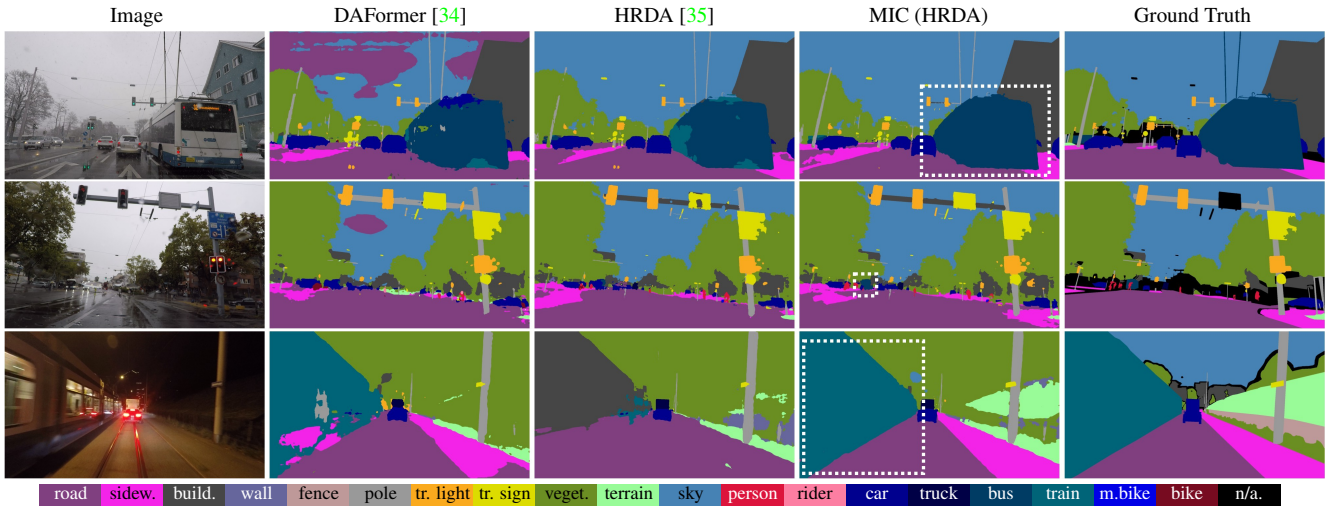 Image DAFormer [34] HRDA [35] MIC (HRDA) Ground Truth
road sidew. build. wall fence pole tr. light tr. sign veget. terrain sky person rider car truck bus train m.bike bike n/a.